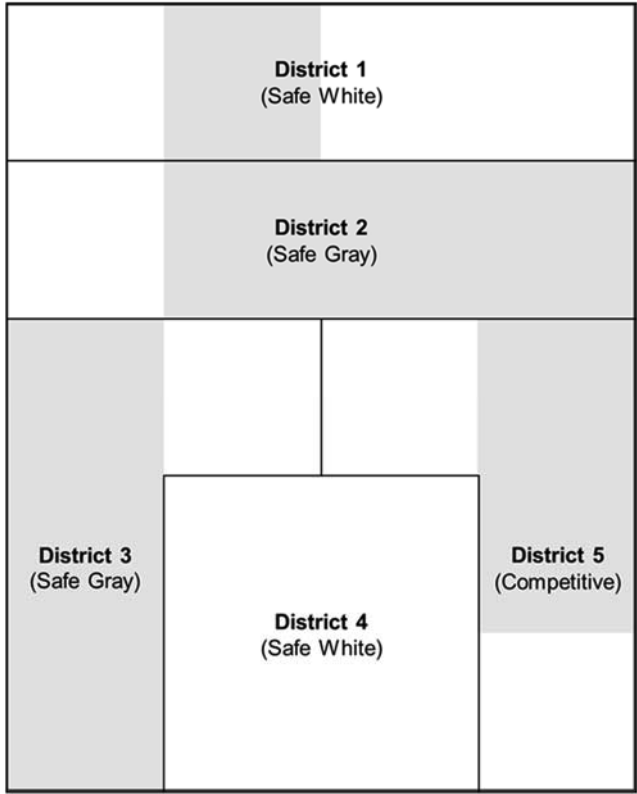 District 1
(Safe White)
District 2
(Safe Gray)
District 3
(Safe Gray)
District 5
(Competitive)
District 4
(Safe White)